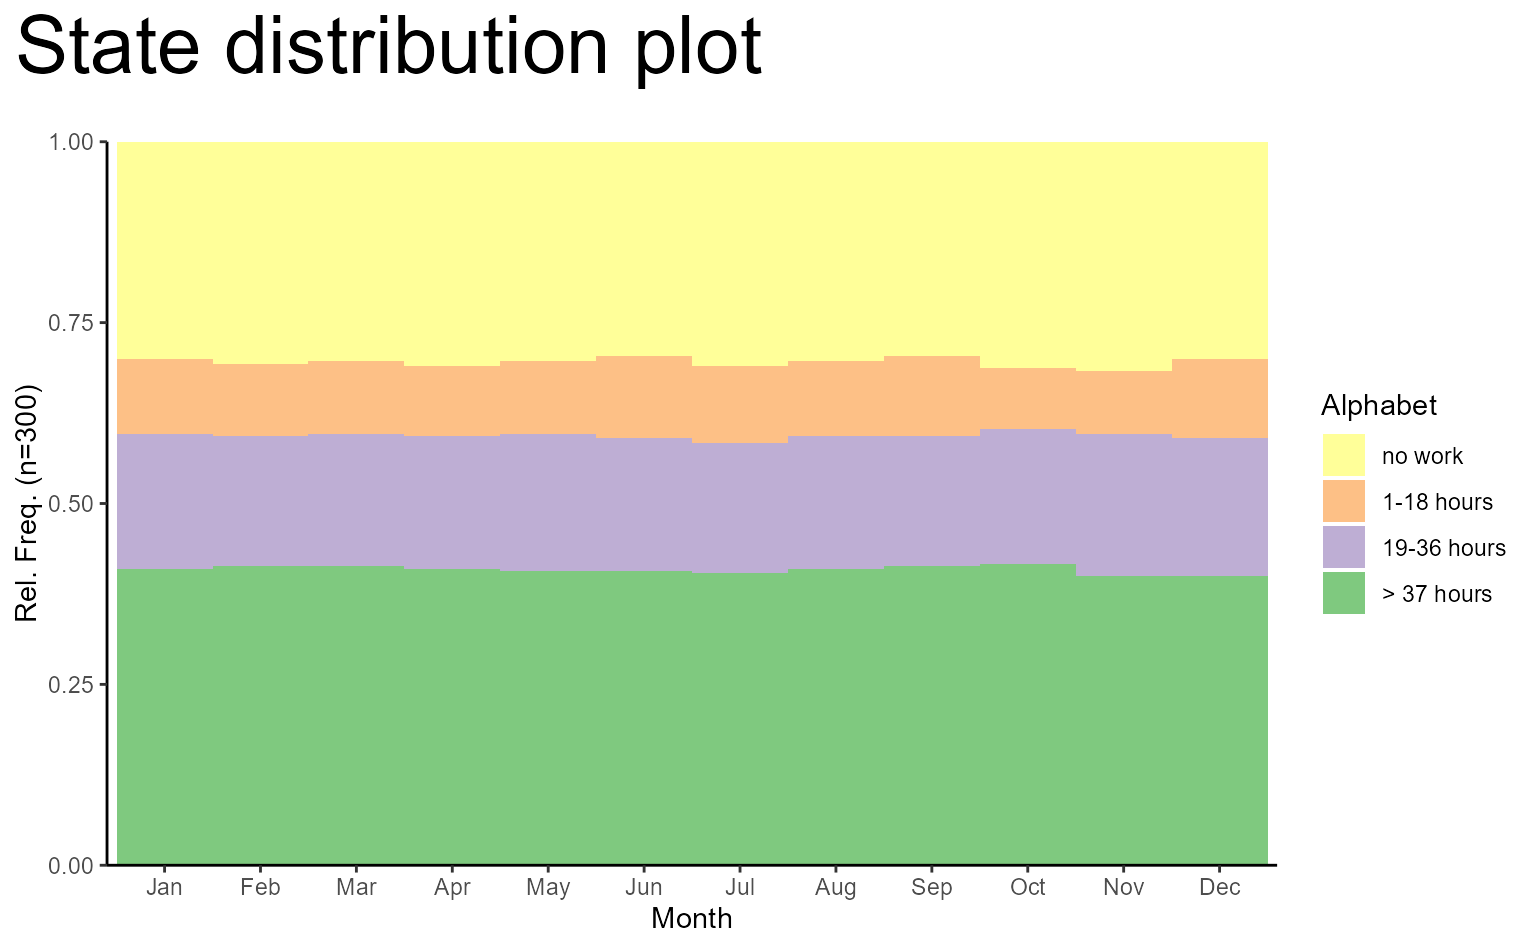 State distribution plot
1.00
0.75
0.50
0.25
0.00
Rel. Freq. (n=300)
Jan Feb Mar Apr May Jun Jul Aug Sep Oct Nov Dec
Month
Alphabet
no work
1-18 hours
19-36 hours
> 37 hours